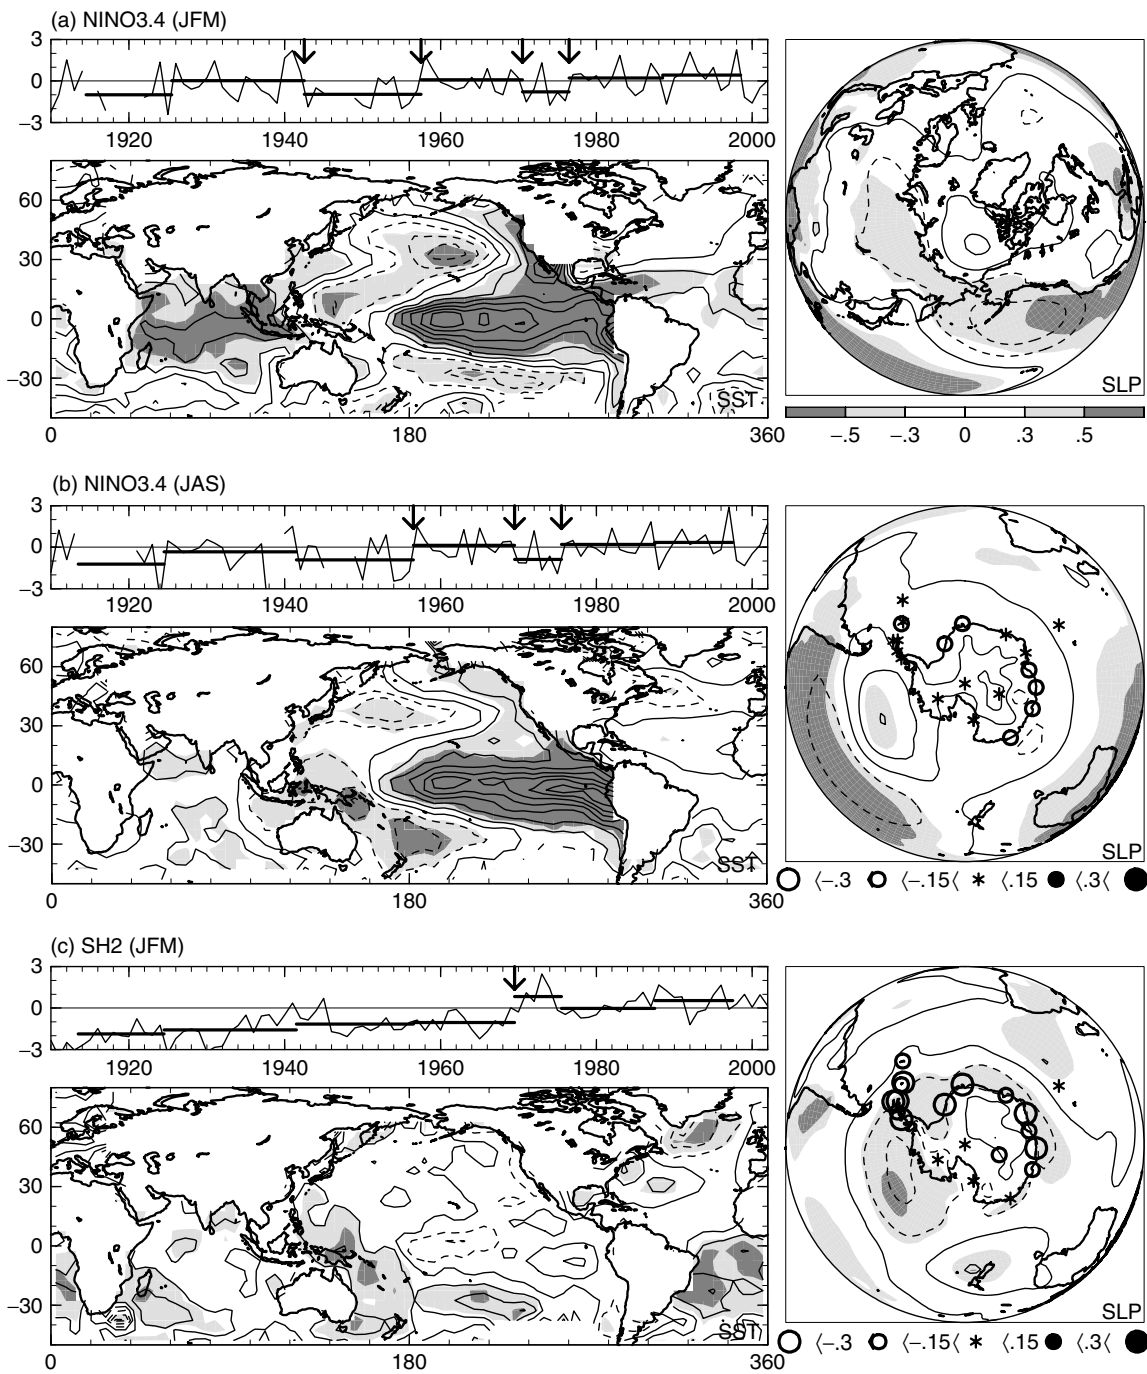 (a) NINO3.4 (JFM)
3
0
−3
1920 1940 1960 1980 2000
60
30
0
−30
SST
0 180 360
SLP
−.5 −.3 0 .3 .5
(b) NINO3.4 (JAS)
3
0
−3
1920 1940 1960 1980 2000
60
30
0
−30
SST
0 180 360
SLP
⟨−.3 ⟨−.15⟨ * ⟨.15 ⟨.3⟨
(c) SH2 (JFM)
3
0
−3
1920 1940 1960 1980 2000
60
30
0
−30
SST
0 180 360
SLP
⟨−.3 ⟨−.15⟨ * ⟨.15 ⟨.3⟨